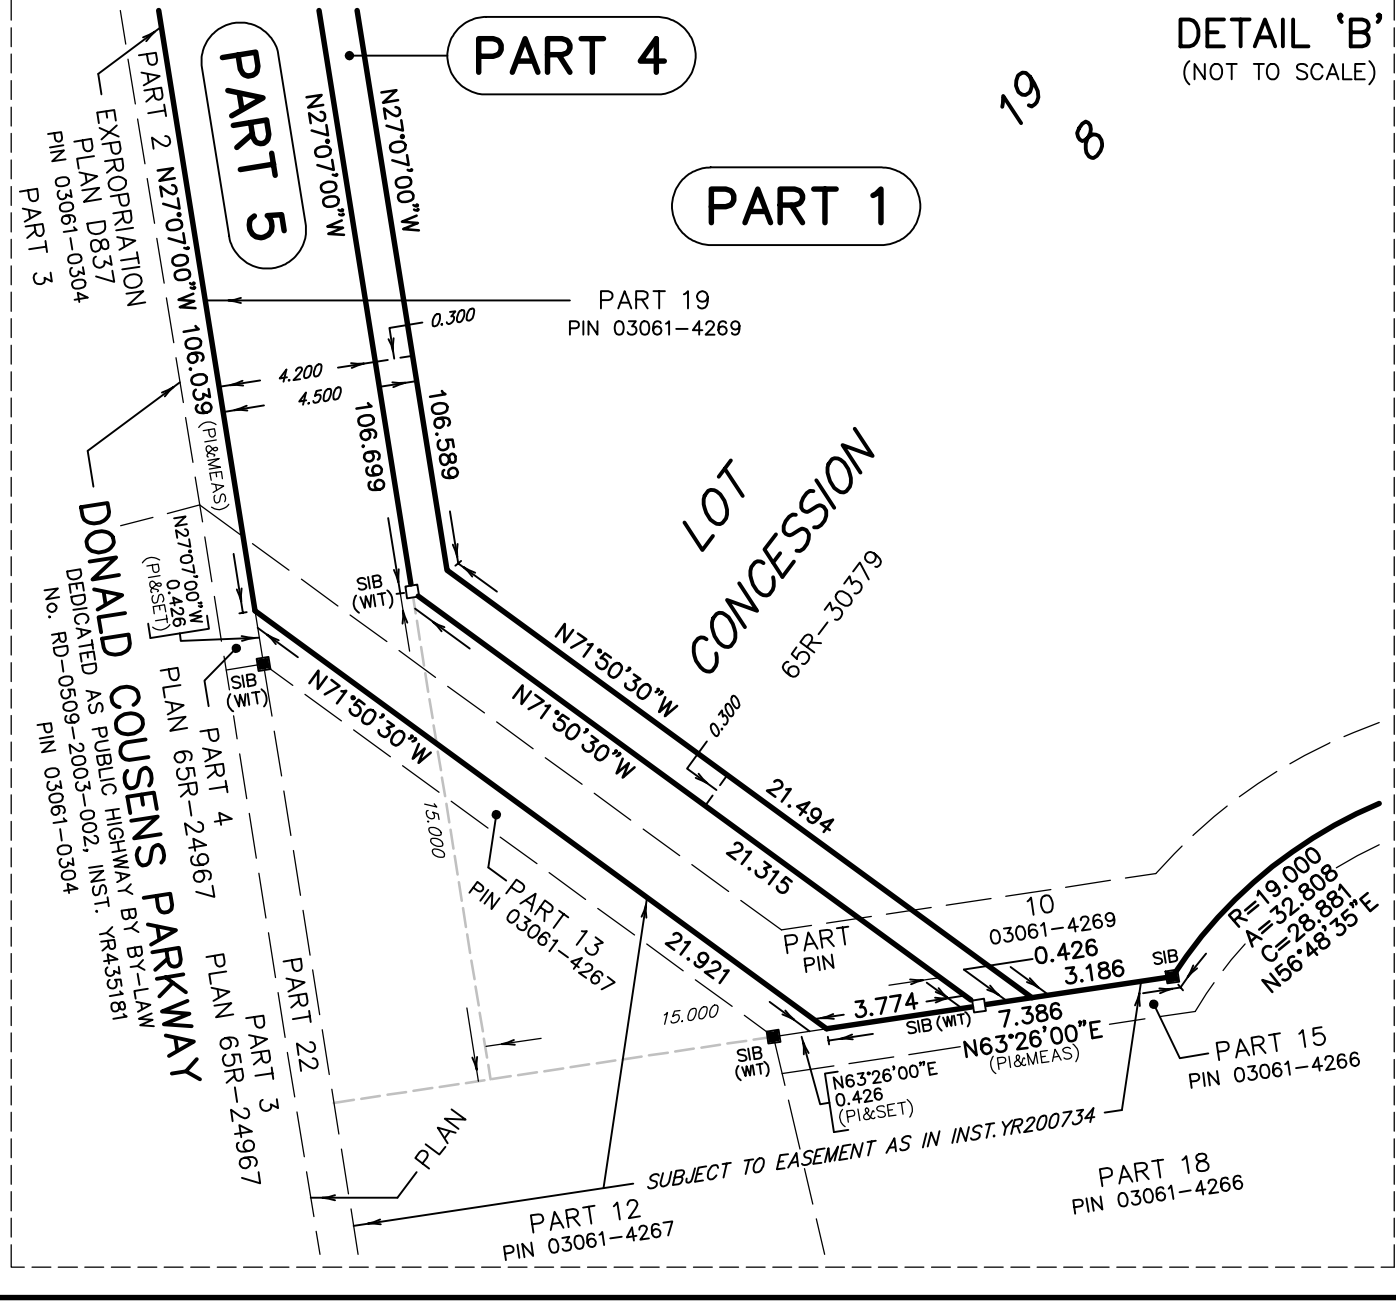 DETAIL 'B'
(NOT TO SCALE)
PART 4
PART 5
PART 1
19
8
PART 2
EXPROPRIATION
PLAN D837
PIN 03061-0304
PART 3
N27°07'00"W 106.039 (PI&MEAS)
N27°07'00"W
106.699
N27°07'00"W
106.589
PART 19
PIN 03061-4269
0.300
4.200
4.500
LOT
CONCESSION
65R-30379
SIB
(WIT)
N27°07'00"W
0.426
(PI&SET)
SIB
(WIT)
DONALD COUSENS PARKWAY
DEDICATED AS PUBLIC HIGHWAY BY BY-LAW
No. RD-0509-2003-002, INST. YR435181
PIN 03061-0304
PART 4
PLAN 65R-24967
PART 3
PLAN 65R-24967
PART 22
N71°50'30"W
21.494
N71°50'30"W
21.315
N71°50'30"W
21.921
0.300
15.000
15.000
PART 13
PIN 03061-4267
PART
PIN
10
03061-4269
0.426
3.186
SIB
3.774
SIB (WIT)
7.386
N63°26'00"E
(PI&MEAS)
SIB
(WIT)
N63°26'00"E
0.426
(PI&SET)
R=19.000
A=32.808
C=28.881
N56°48'35"E
PART 15
PIN 03061-4266
PLAN
SUBJECT TO EASEMENT AS IN INST. YR200734
PART 12
PIN 03061-4267
PART 18
PIN 03061-4266